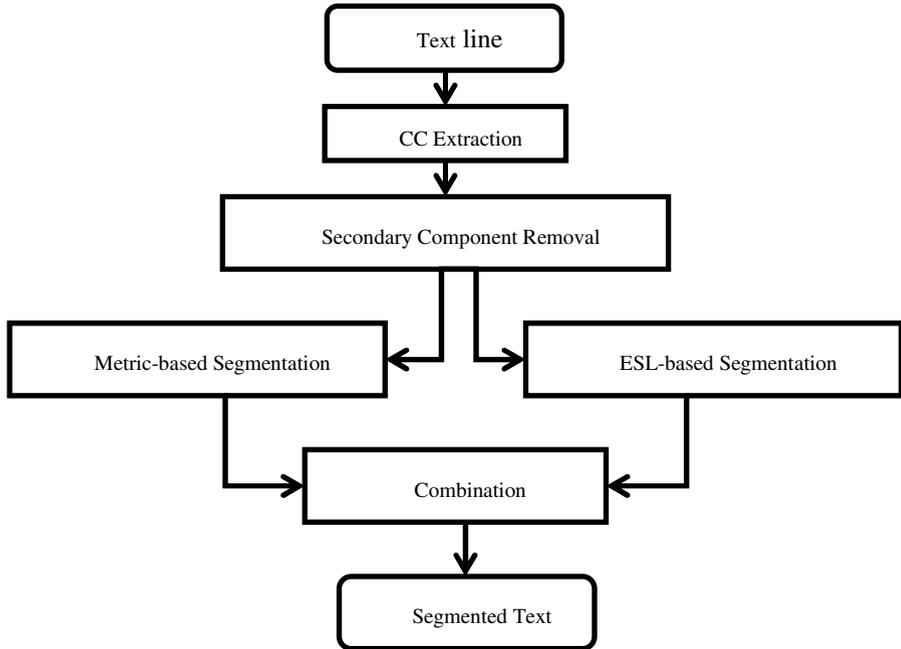 Text line
CC Extraction
Secondary Component Removal
Metric-based Segmentation
ESL-based Segmentation
Combination
Segmented Text